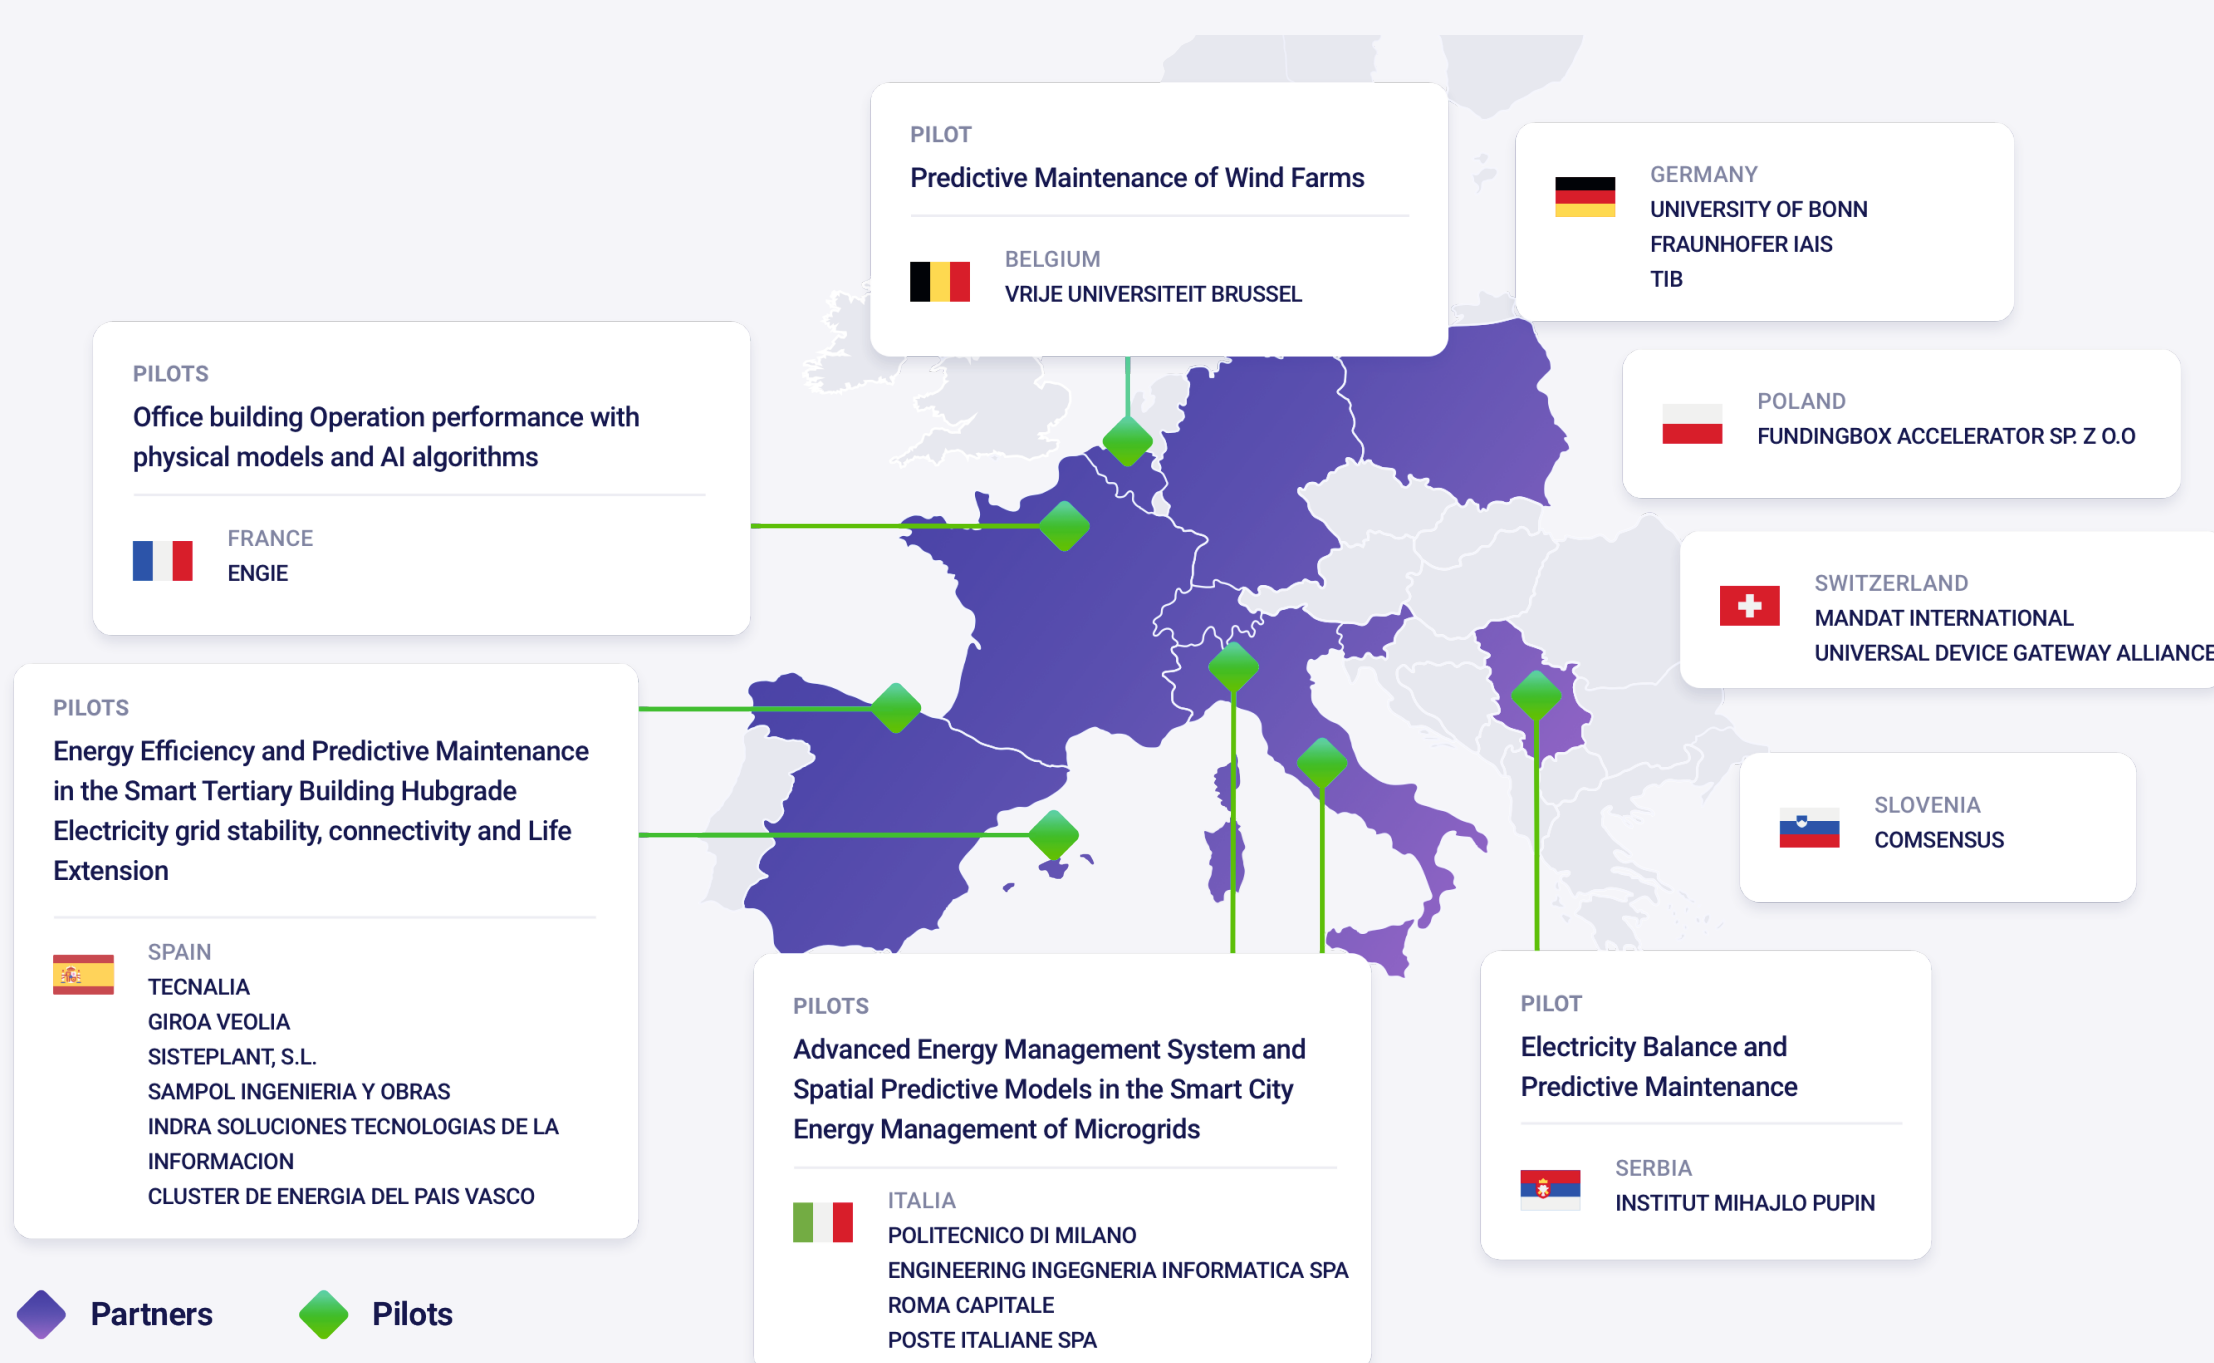 PILOT
Predictive Maintenance of Wind Farms
BELGIUM
VRIJE UNIVERSITEIT BRUSSEL
GERMANY
UNIVERSITY OF BONN
FRAUNHOFER IAIS
TIB
PILOTS
Office building Operation performance with
physical models and AI algorithms
FRANCE
ENGIE
POLAND
FUNDINGBOX ACCELERATOR SP. Z O.O
SWITZERLAND
MANDAT INTERNATIONAL
UNIVERSAL DEVICE GATEWAY ALLIANCE
PILOTS
Energy Efficiency and Predictive Maintenance
in the Smart Tertiary Building Hubgrade
Electricity grid stability, connectivity and Life
Extension
SPAIN
TECNALIA
GIROA VEOLIA
SISTEPLANT, S.L.
SAMPOL INGENIERIA Y OBRAS
INDRA SOLUCIONES TECNOLOGIAS DE LA
INFORMACION
CLUSTER DE ENERGIA DEL PAIS VASCO
SLOVENIA
COMSENSUS
PILOTS
Advanced Energy Management System and
Spatial Predictive Models in the Smart City
Energy Management of Microgrids
ITALIA
POLITECNICO DI MILANO
ENGINEERING INGEGNERIA INFORMATICA SPA
ROMA CAPITALE
POSTE ITALIANE SPA
PILOT
Electricity Balance and
Predictive Maintenance
SERBIA
INSTITUT MIHAJLO PUPIN
Partners
Pilots